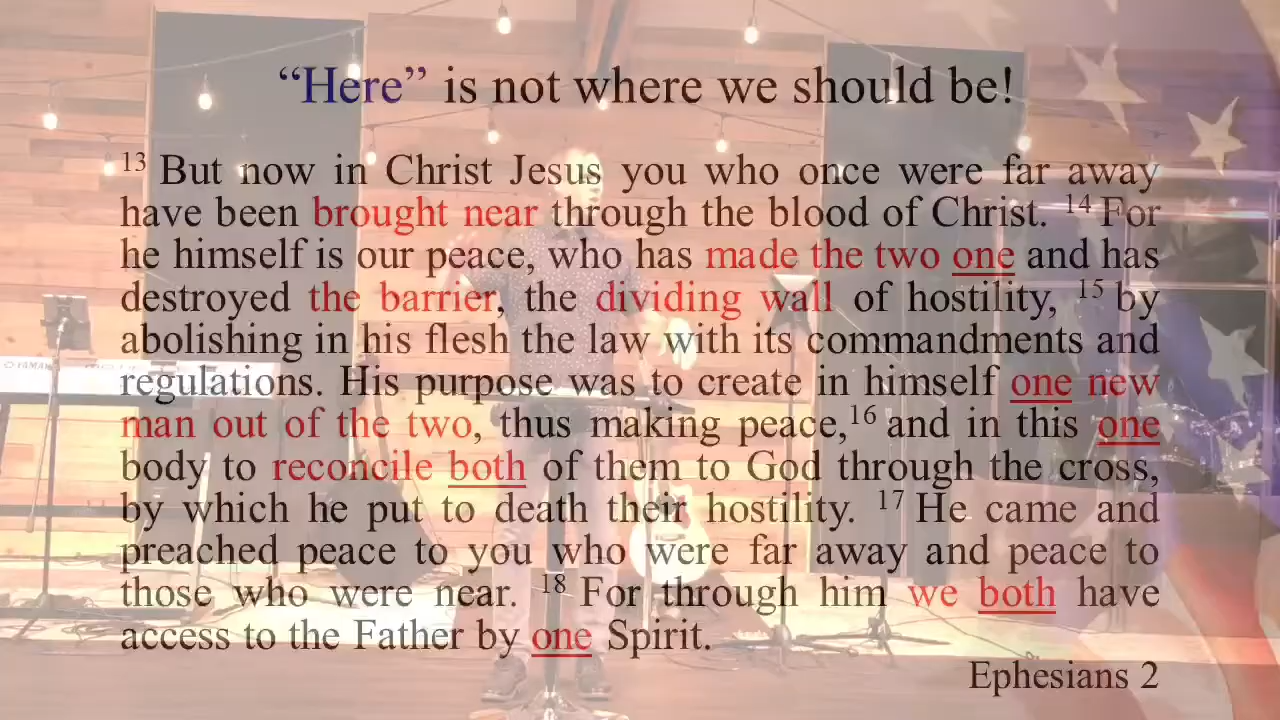 “Here” is not where we should be!
13 But now in Christ Jesus you who once were far away
have been brought near through the blood of Christ. 14 For
he himself is our peace, who has made the two one and has
destroyed the barrier, the dividing wall of hostility, 15 by
abolishing in his flesh the law with its commandments and
regulations. His purpose was to create in himself one new
man out of the two, thus making peace,16 and in this one
body to reconcile both of them to God through the cross,
by which he put to death their hostility. 17 He came and
preached peace to you who were far away and peace to
those who were near. 18 For through him we both have
access to the Father by one Spirit.
Ephesians 2
YAMAHA